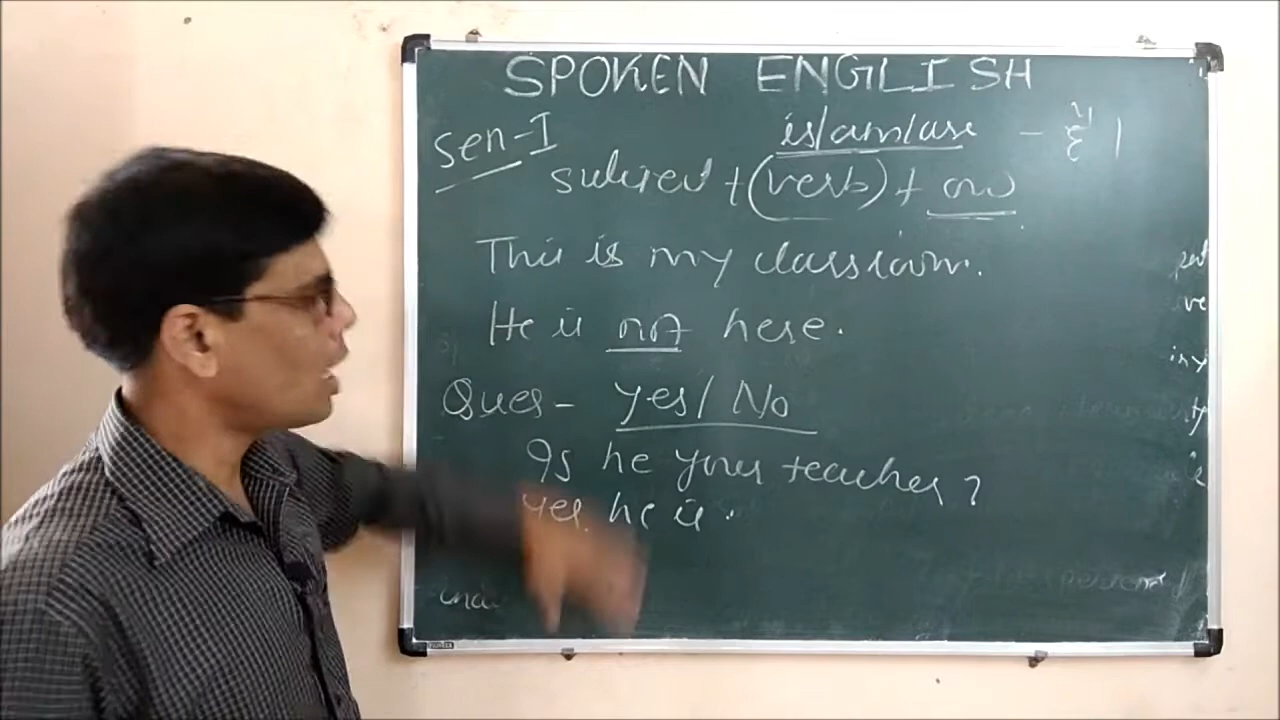 SPOKEN ENGLISH
Sen-I is/am/are - हैं।
subject + (verb) +
This is my classroom.
He is not here.
Ques - Yes/No
Is he your teacher?
Yes he is.